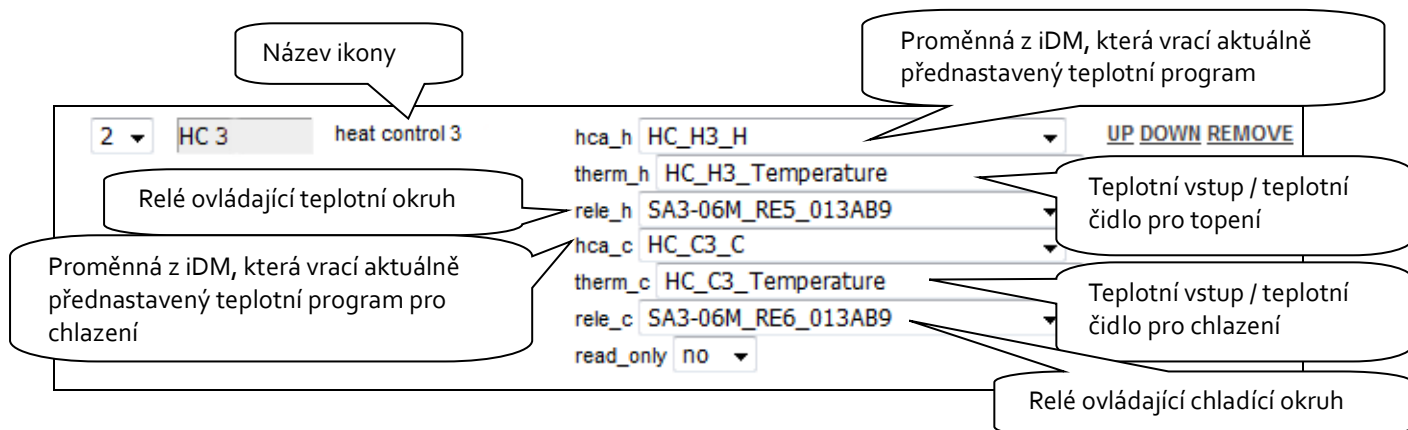 Název ikony
Proměnná z iDM, která vrací aktuálně
přednastavený teplotní program
2 HC 3 heat control 3 hca_h HC_H3_H UP DOWN REMOVE
therm_h HC_H3_Temperature
Teplotní vstup / teplotní
čidlo pro topení
Relé ovládající teplotní okruh
rele_h SA3-06M_RE5_013AB9
hca_c HC_C3_C
Proměnná z iDM, která vrací aktuálně
přednastavený teplotní program pro
chlazení
therm_c HC_C3_Temperature
Teplotní vstup / teplotní
čidlo pro chlazení
rele_c SA3-06M_RE6_013AB9
read_only no
Relé ovládající chladící okruh